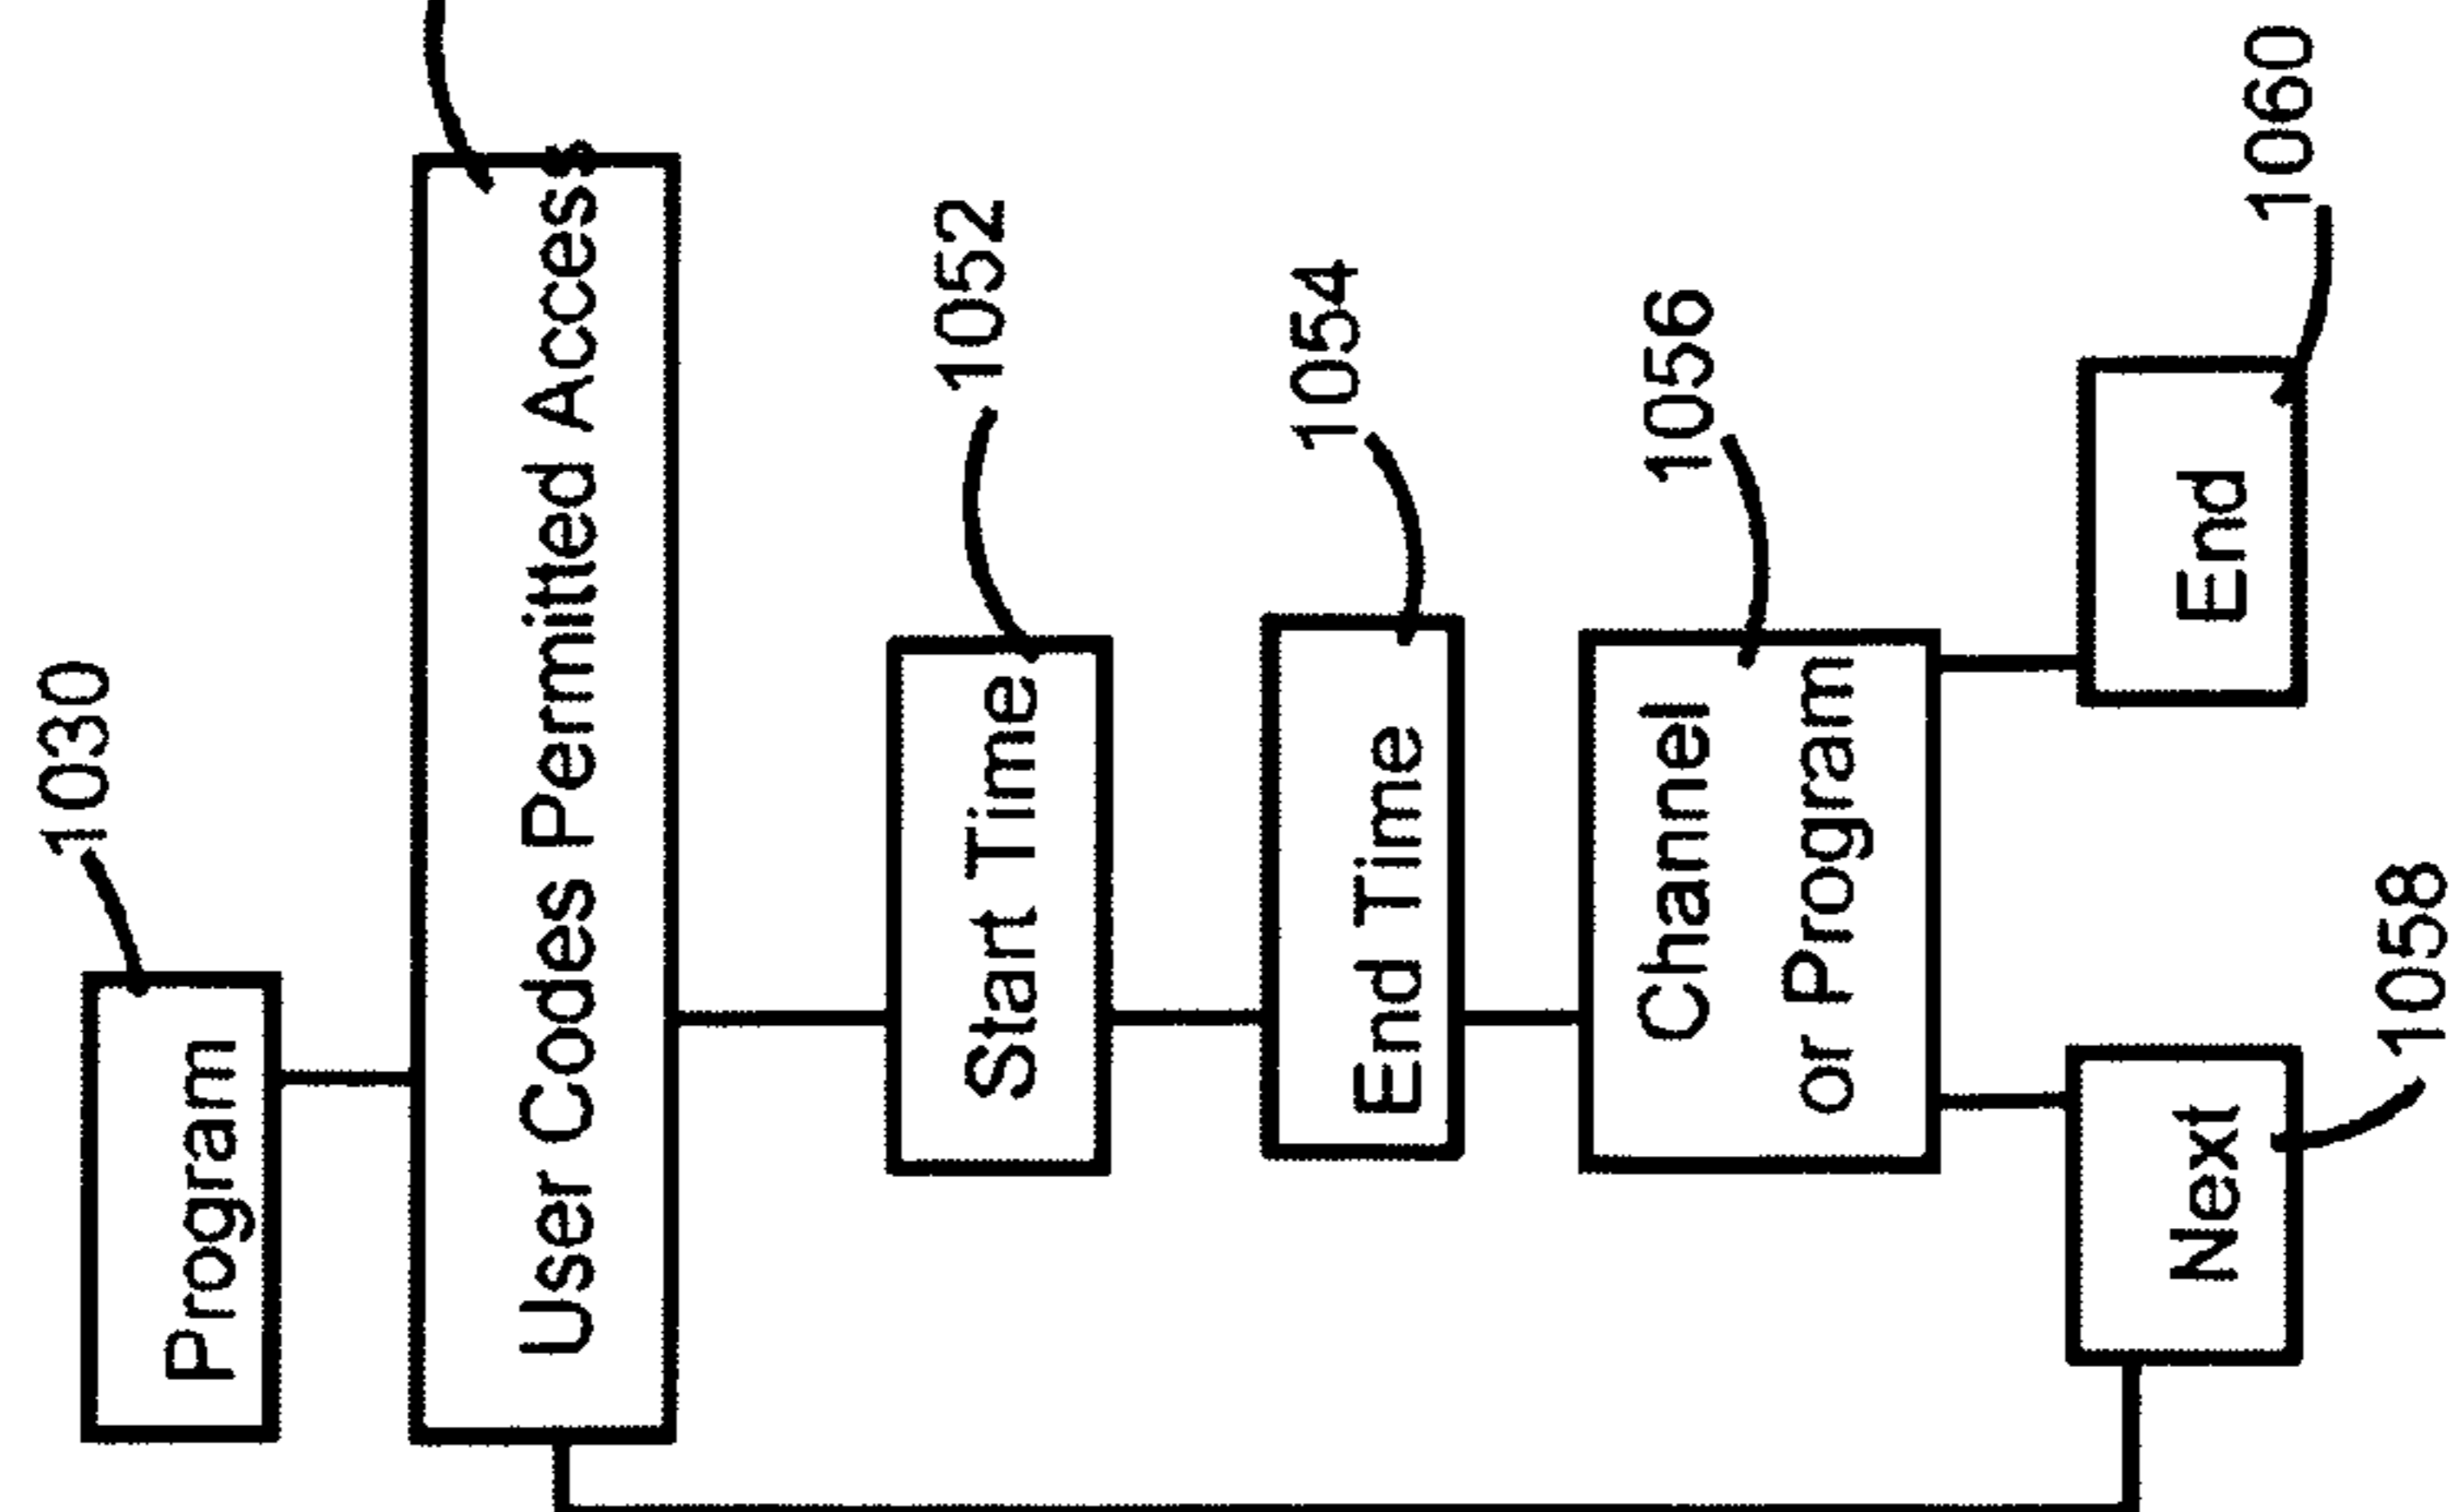 1030
Program
User Codes Permitted Access
1052
Start Time
1054
End Time
1056
Channel
or Program
1060
End
1058
Next